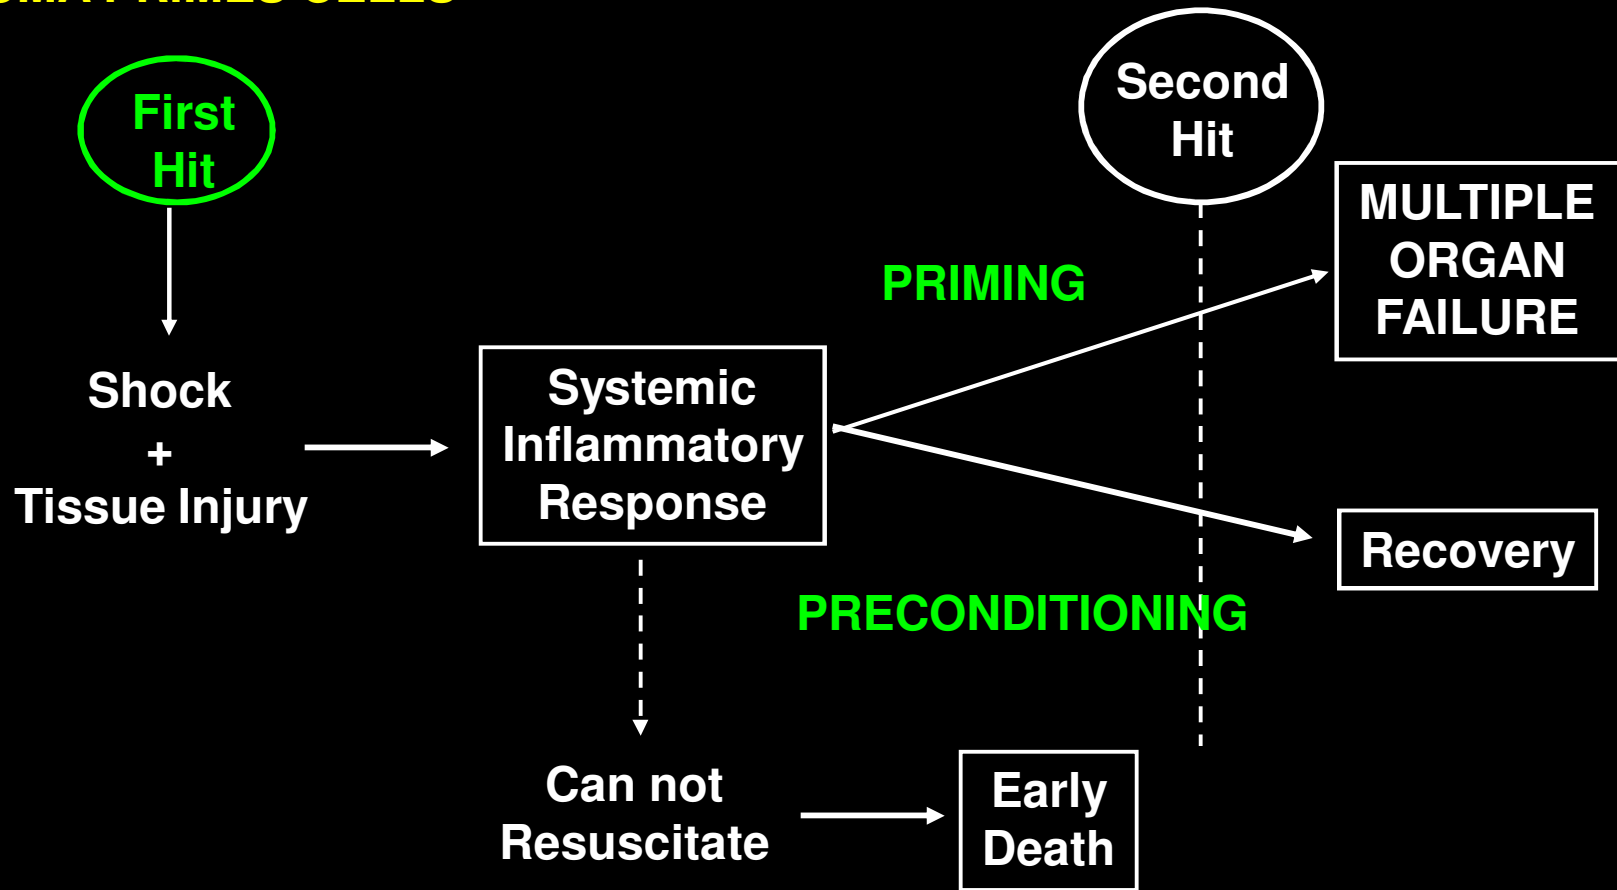 First
Hit
Second
Hit
MULTIPLE
ORGAN
FAILURE
PRIMING
Shock
+
Tissue Injury
Systemic
Inflammatory
Response
Recovery
PRECONDITIONING
Can not
Resuscitate
Early
Death